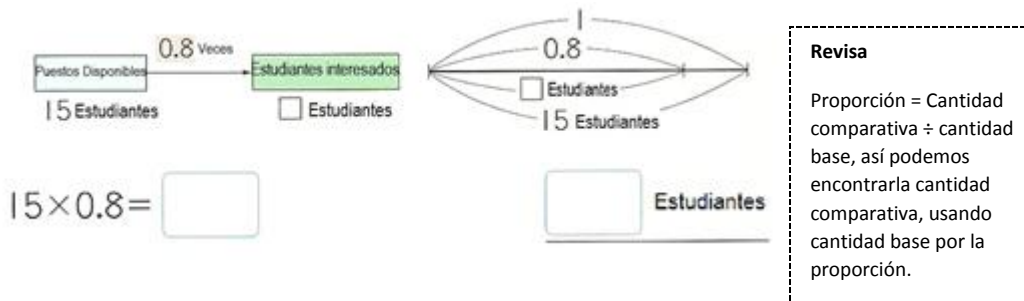 0.8 Veces
Puestos Disponibles
Estudiantes interesados
15 Estudiantes
□ Estudiantes
1
0.8
□ Estudiantes
15 Estudiantes
15×0.8=
Estudiantes
Revisa
Proporción = Cantidad
comparativa ÷ cantidad
base, así podemos
encontrarla cantidad
comparativa, usando
cantidad base por la
proporción.